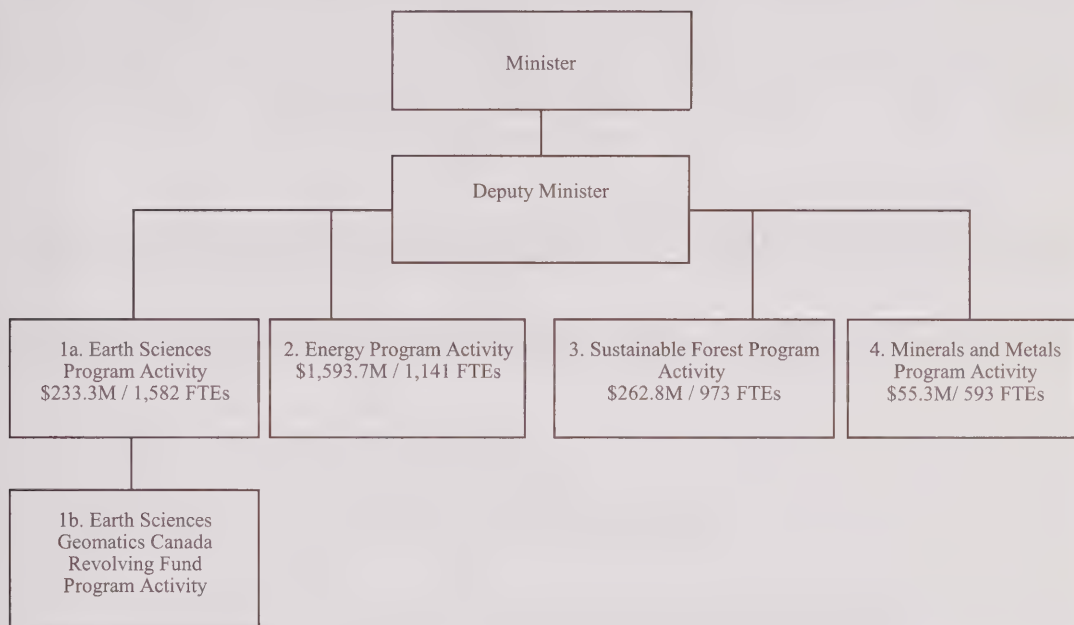 Minister
Deputy Minister
1a. Earth Sciences
Program Activity
$233.3M / 1,582 FTEs
2. Energy Program Activity
$1,593.7M / 1,141 FTEs
3. Sustainable Forest Program
Activity
$262.8M / 973 FTEs
4. Minerals and Metals
Program Activity
$55.3M/ 593 FTEs
1b. Earth Sciences
Geomatics Canada
Revolving Fund
Program Activity